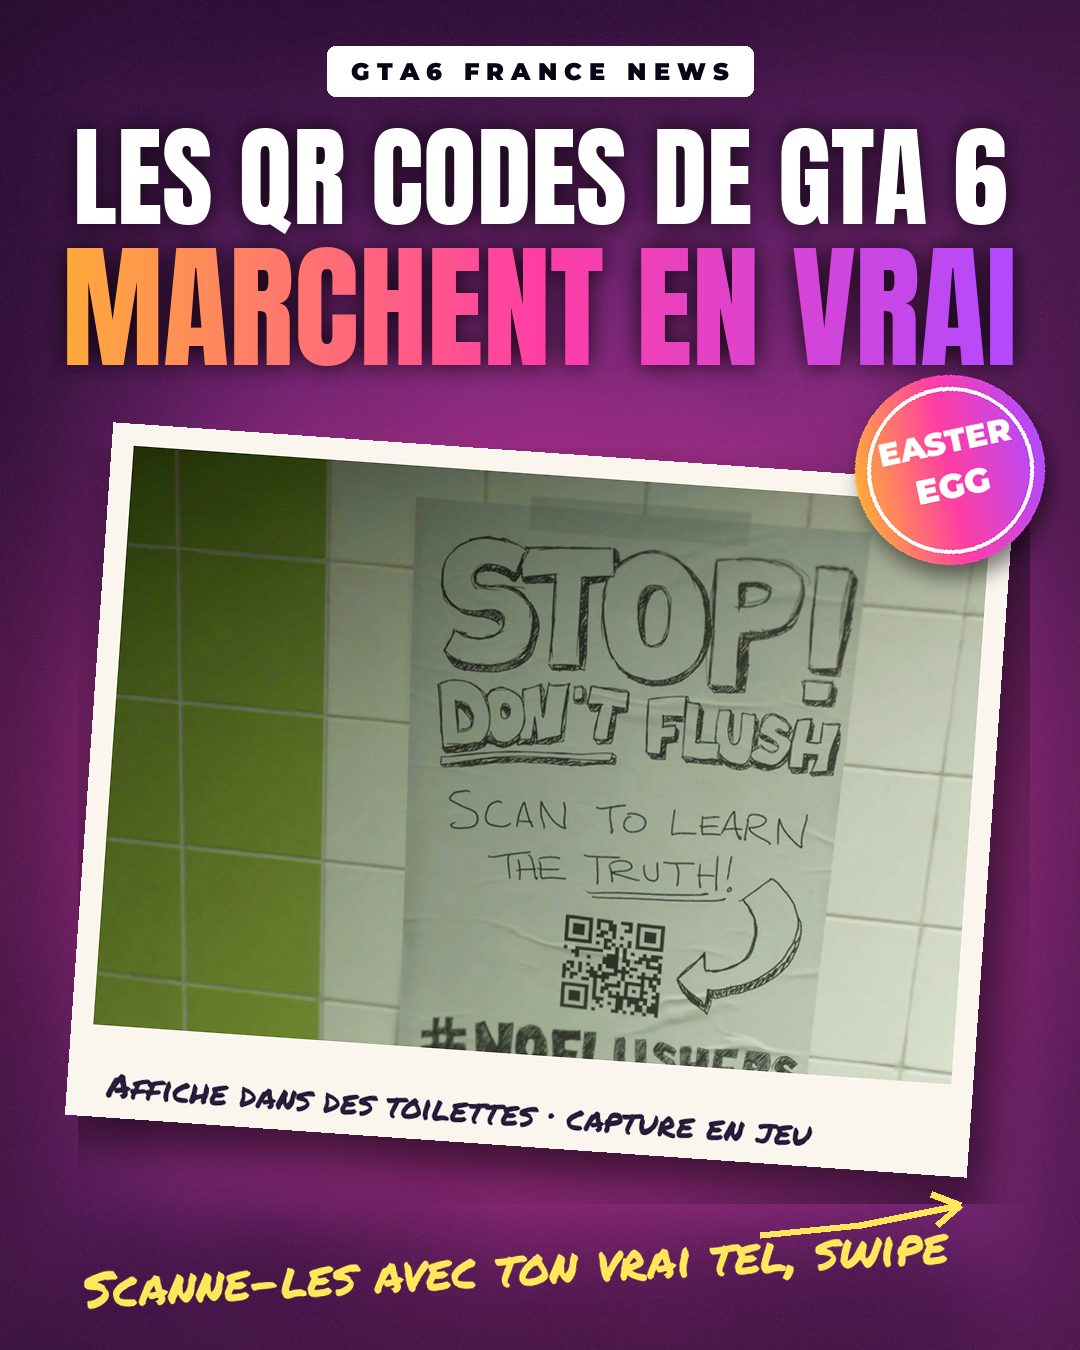 GTA6 FRANCE NEWS
LES QR CODES DE GTA 6
MARCHENT EN VRAI
EASTER
EGG
STOP!
DON'T FLUSH
SCAN TO LEARN
THE TRUTH!
#NOFLUSHERS
AFFICHE DANS DES TOILETTES · CAPTURE EN JEU
SCANNE-LES AVEC TON VRAI TEL, SWIPE